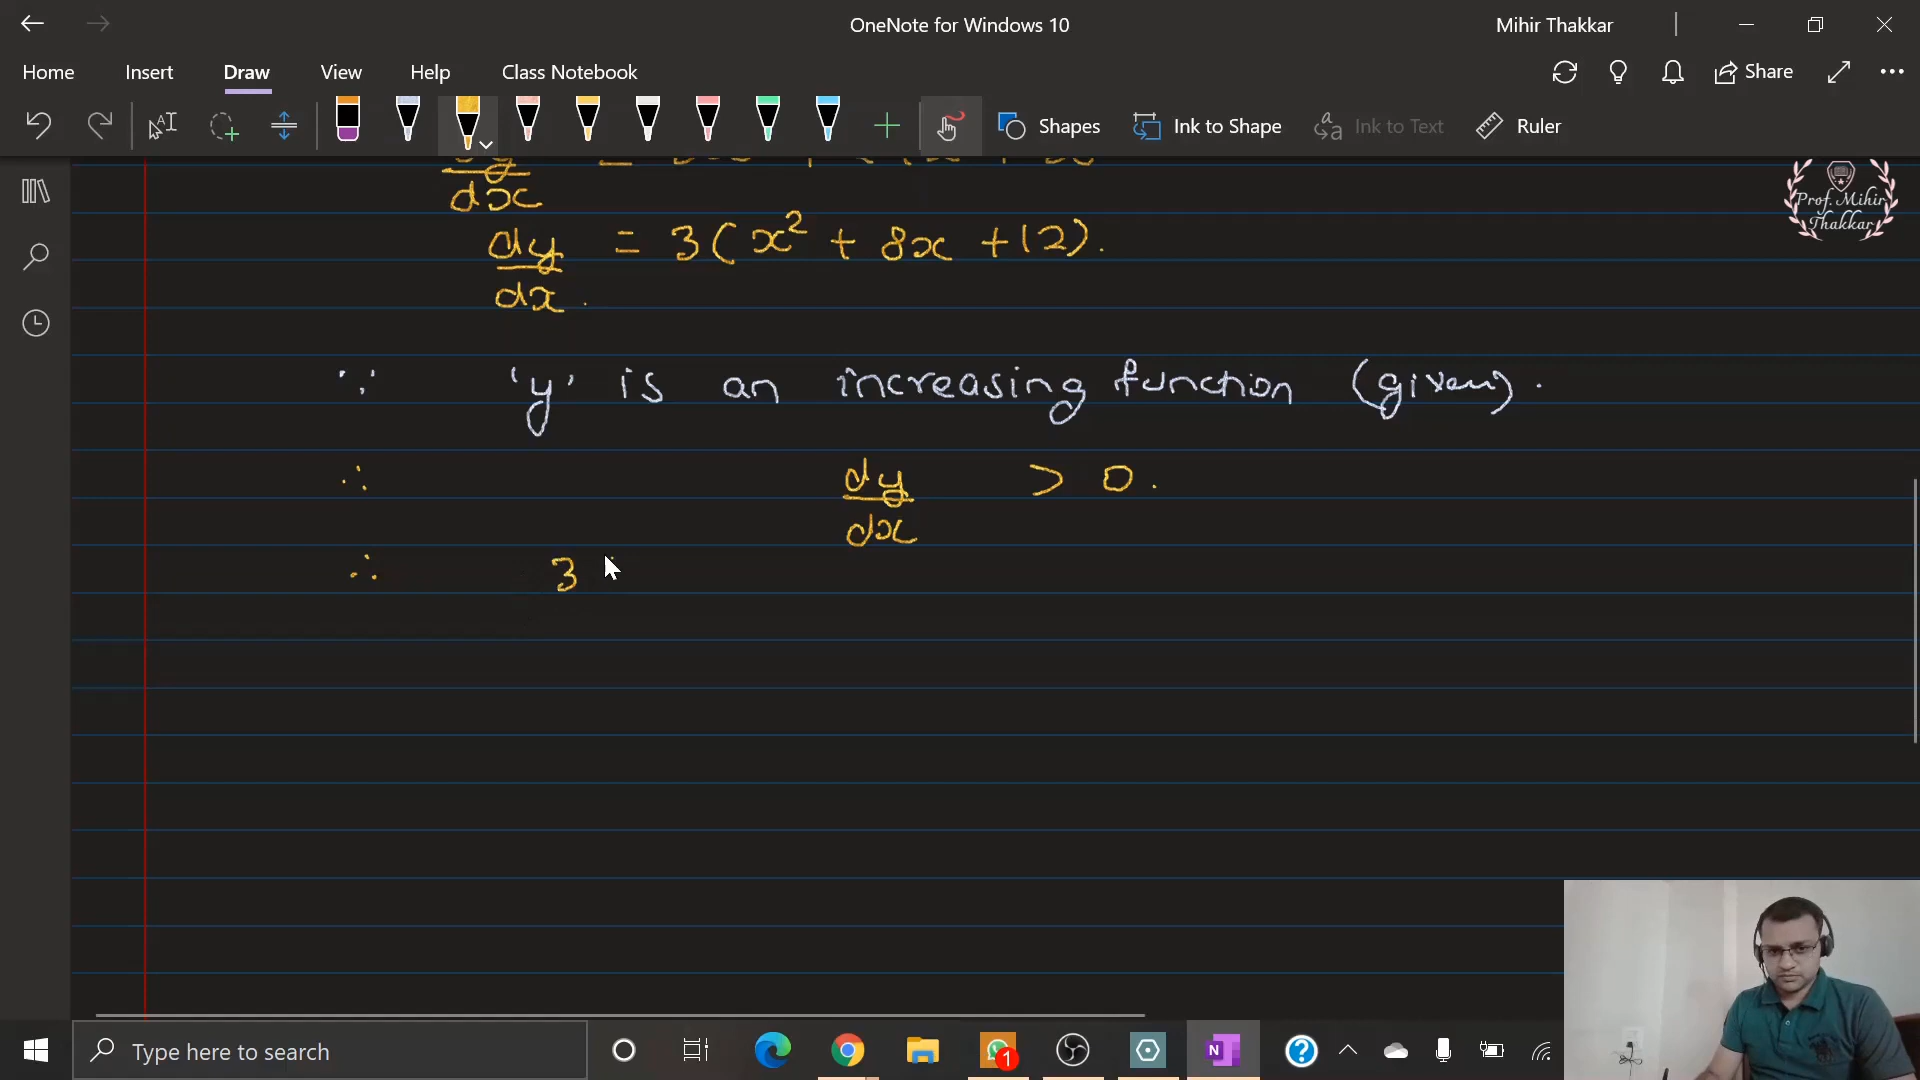 OneNote for Windows 10
Mihir Thakkar
Home Insert Draw View Help Class Notebook
Share
Shapes Ink to Shape Ink to Text Ruler
Prof. Mihir
Thakkar
dx
dy/dx = 3(x² + 8x + 12).
∵ 'y' is an increasing function (given).
∴ dy/dx > 0.
∴ 3
Type here to search
1
N
?